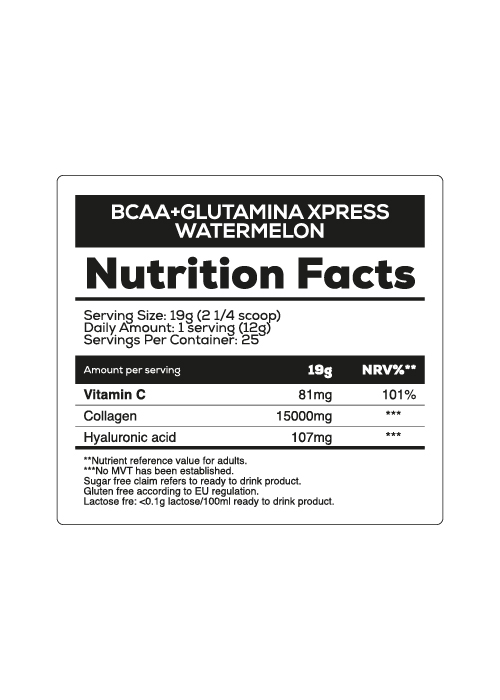 BCAA+GLUTAMINA XPRESS
WATERMELON
Nutrition Facts
Serving Size: 19g (2 1/4 scoop)
Daily Amount: 1 serving (12g)
Servings Per Container: 25
Amount per serving 19g NRV%**
Vitamin C 81mg 101%
Collagen 15000mg ***
Hyaluronic acid 107mg ***
**Nutrient reference value for adults.
***No MVT has been established.
Sugar free claim refers to ready to drink product.
Gluten free according to EU regulation.
Lactose fre: <0.1g lactose/100ml ready to drink product.